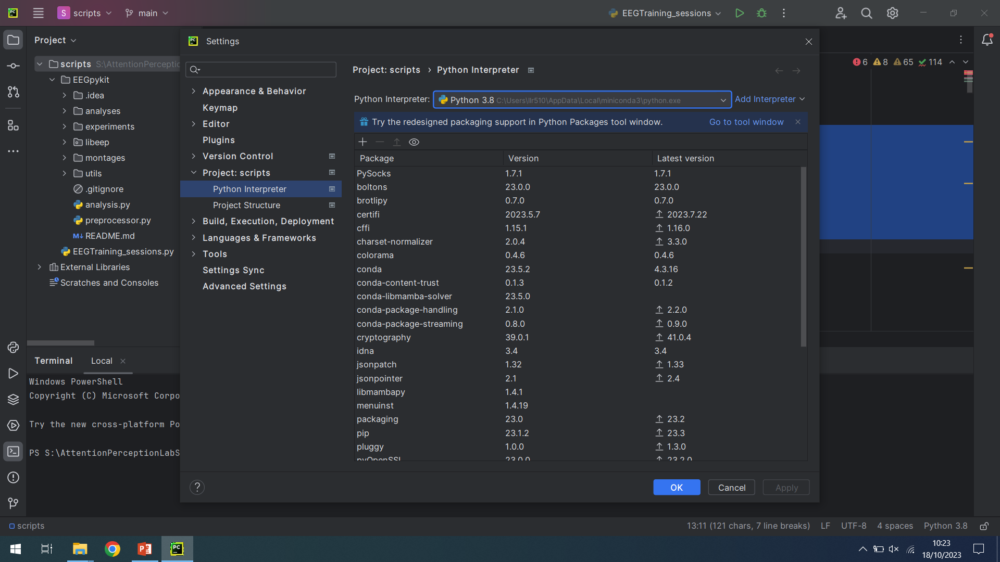 S scripts main EEGTraining_sessions
Project
scripts S:\AttentionPerceptio
EEGpykit
.idea
analyses
experiments
libeep
montages
utils
.gitignore
analysis.py
preprocessor.py
M↓ README.md
EEGTraining_sessions.py
External Libraries
Scratches and Consoles
Settings
Appearance & Behavior
Keymap
Editor
Plugins
Version Control
Project: scripts
Python Interpreter
Project Structure
Build, Execution, Deployment
Languages & Frameworks
Tools
Settings Sync
Advanced Settings
Project: scripts › Python Interpreter
Python Interpreter: Python 3.8 C:\Users\llr510\AppData\Local\miniconda3\python.exe Add Interpreter
Try the redesigned packaging support in Python Packages tool window. Go to tool window
Package Version Latest version
PySocks 1.7.1 1.7.1
boltons 23.0.0 23.0.0
brotlipy 0.7.0 0.7.0
certifi 2023.5.7 2023.7.22
cffi 1.15.1 1.16.0
charset-normalizer 2.0.4 3.3.0
colorama 0.4.6 0.4.6
conda 23.5.2 4.3.16
conda-content-trust 0.1.3 0.1.2
conda-libmamba-solver 23.5.0
conda-package-handling 2.1.0 2.2.0
conda-package-streaming 0.8.0 0.9.0
cryptography 39.0.1 41.0.4
idna 3.4 3.4
jsonpatch 1.32 1.33
jsonpointer 2.1 2.4
libmambapy 1.4.1
menuinst 1.4.19
packaging 23.0 23.2
pip 23.1.2 23.3
pluggy 1.0.0 1.3.0
pyOpenSSL 23.0.0 23.2.0
? OK Cancel Apply
6 8 65 114
Terminal Local
Windows PowerShell
Copyright (C) Microsoft Corpo
Try the new cross-platform Po
PS S:\AttentionPerceptionLabS
scripts 13:11 (121 chars, 7 line breaks) LF UTF-8 4 spaces Python 3.8
10:23
18/10/2023